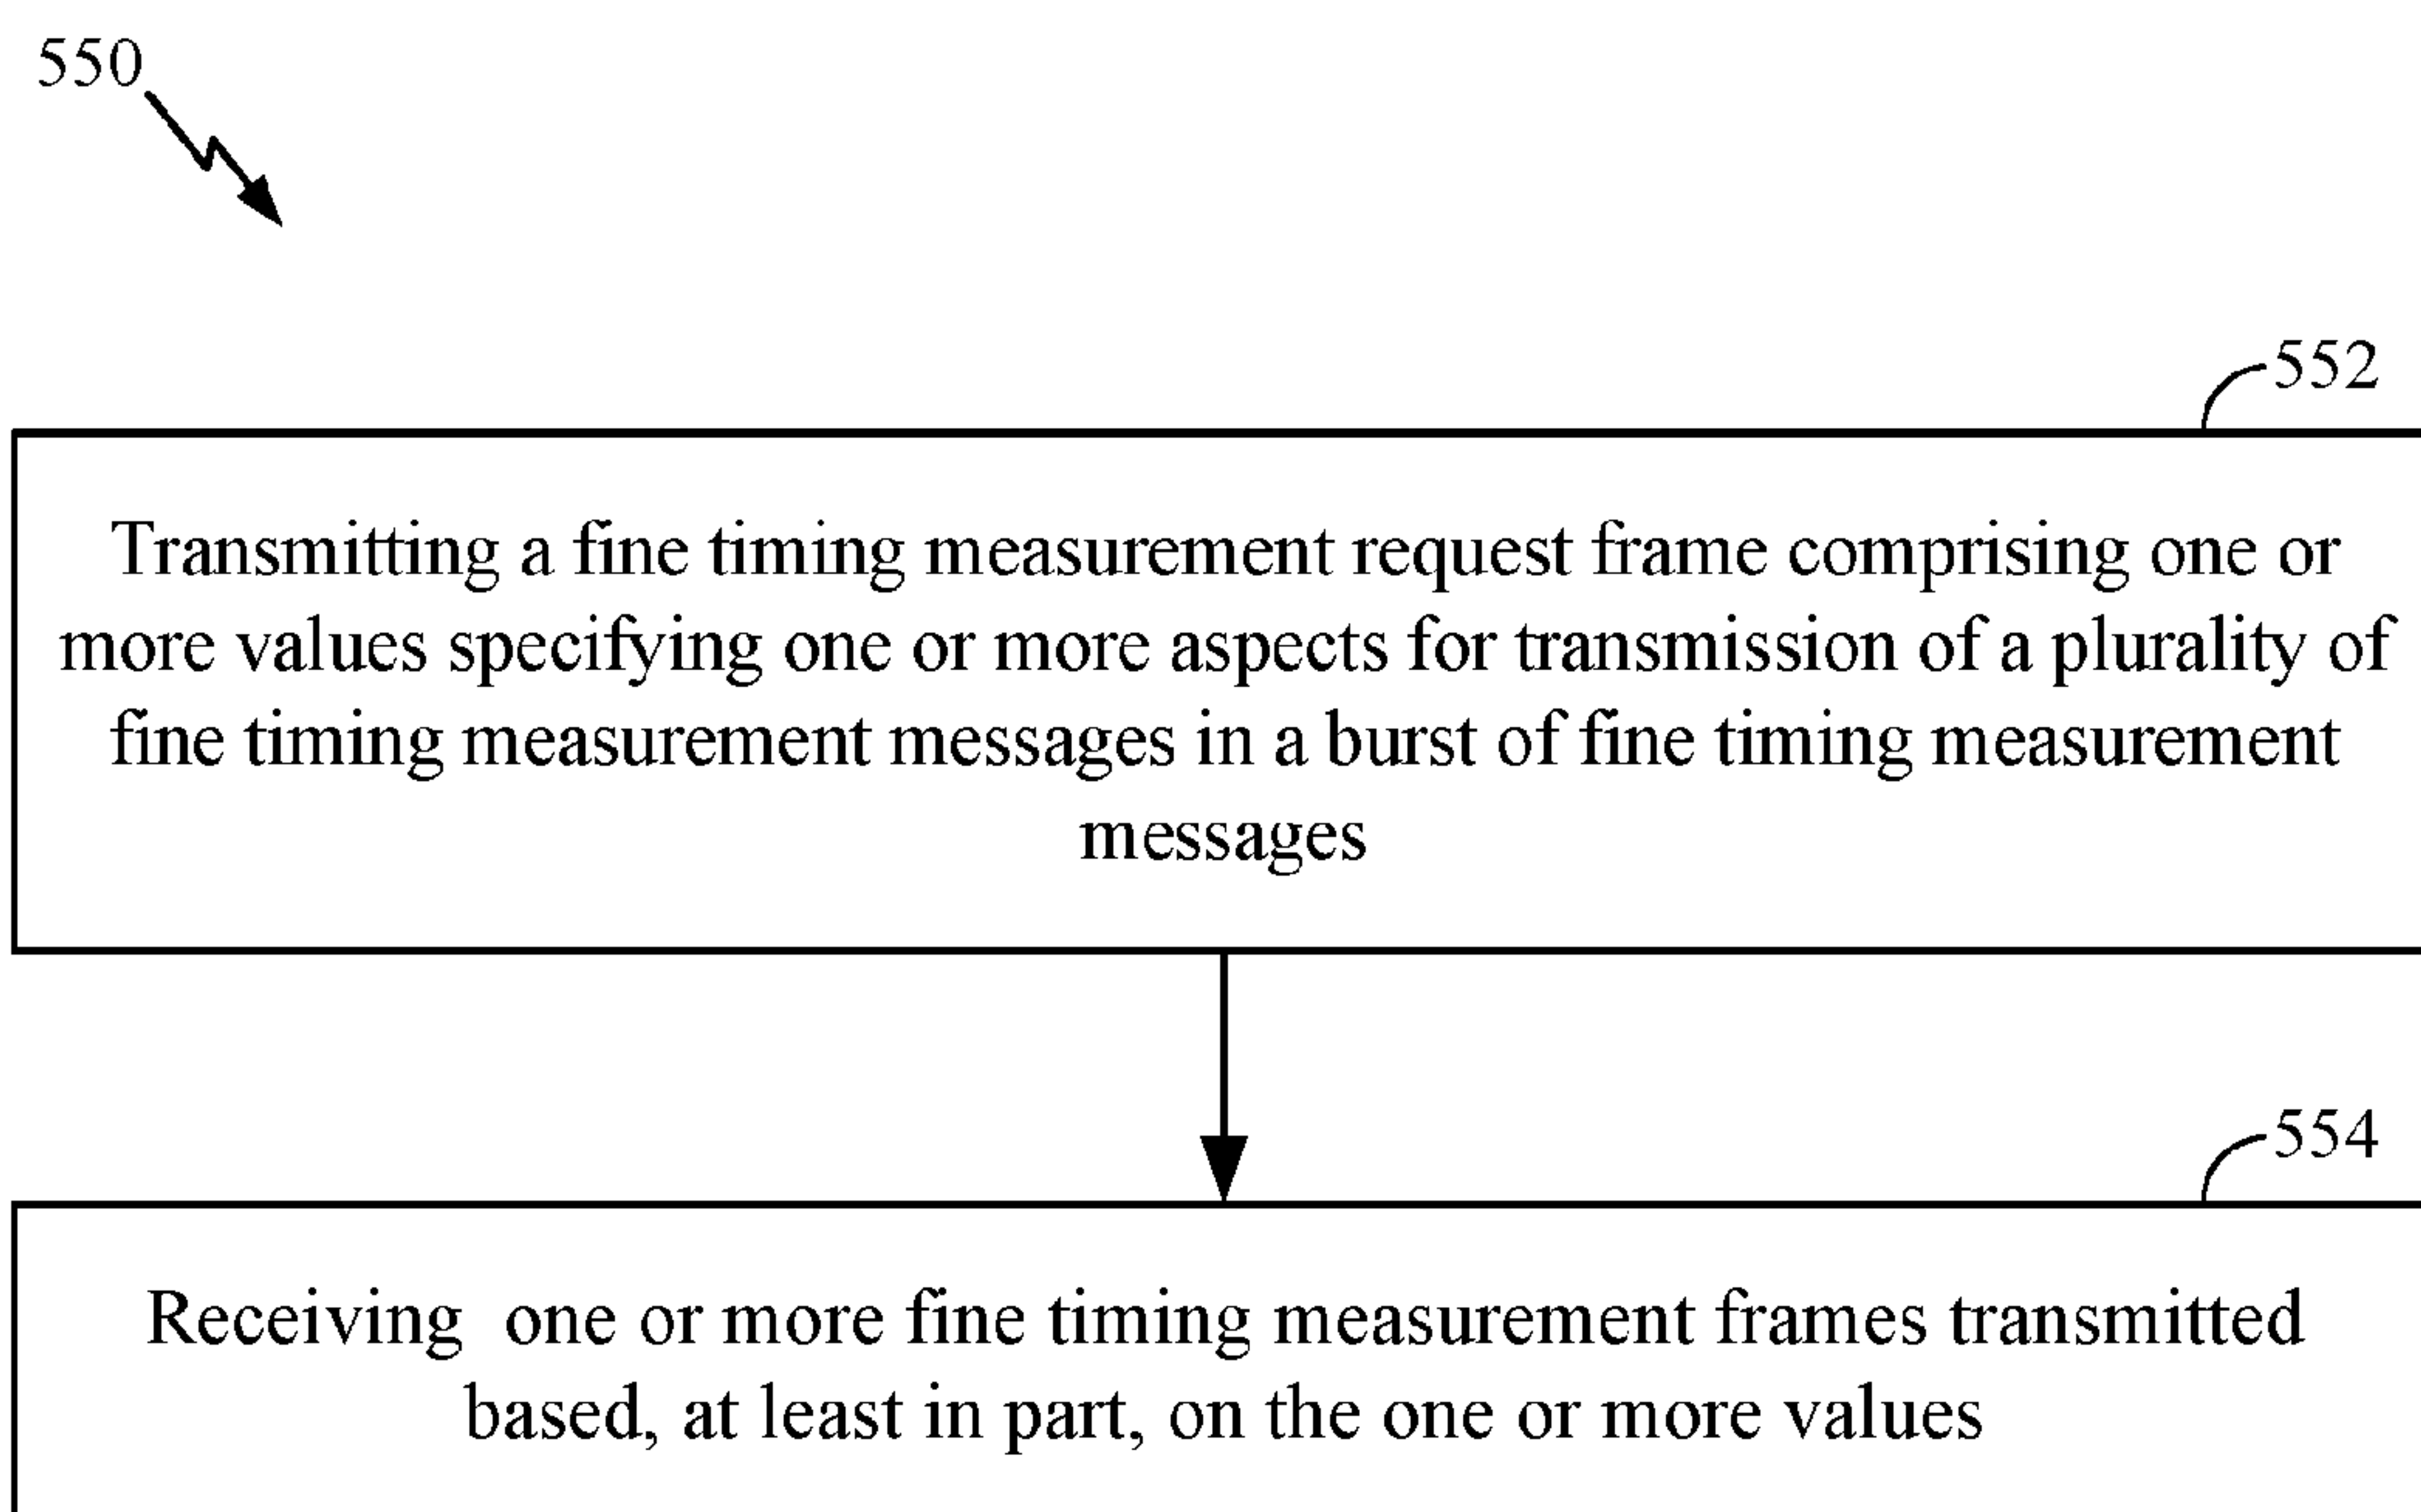 550
552
Transmitting a fine timing measurement request frame comprising one or
more values specifying one or more aspects for transmission of a plurality of
fine timing measurement messages in a burst of fine timing measurement
messages
554
Receiving  one or more fine timing measurement frames transmitted
based, at least in part, on the one or more values